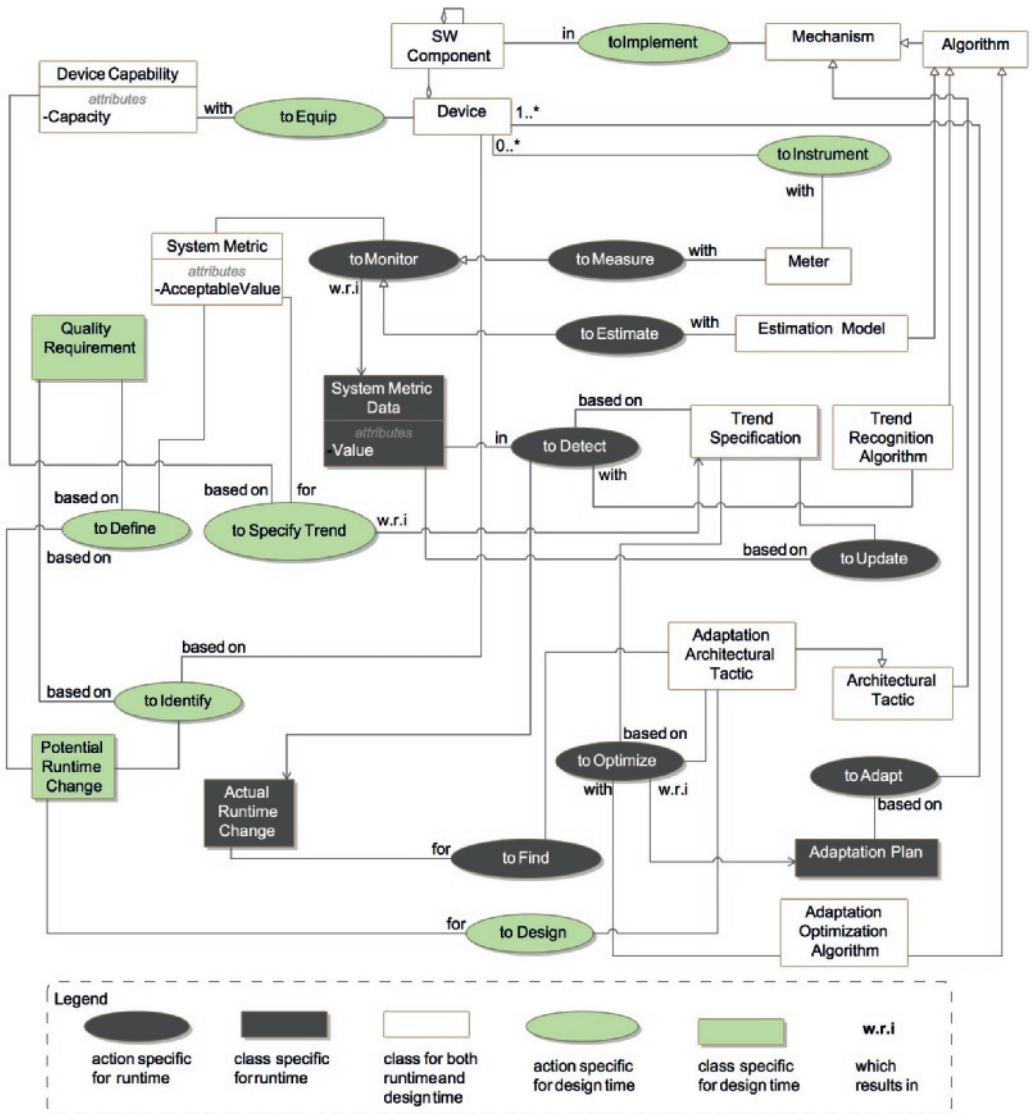 SW
Component
in
toImplement
Mechanism
Algorithm
Device Capability
attributes
-Capacity
with
to Equip
Device
1..*
0..*
to Instrument
with
System Metric
attributes
-AcceptableValue
to Monitor
w.r.i
to Measure
with
Meter
to Estimate
with
Estimation Model
Quality
Requirement
System Metric
Data
attributes
-Value
based on
in
to Detect
with
Trend
Specification
Trend
Recognition
Algorithm
based on
to Define
based on
based on
for
to Specify Trend
w.r.i
based on
to Update
based on
based on
to Identify
Adaptation
Architectural
Tactic
Architectural
Tactic
Potential
Runtime
Change
Actual
Runtime
Change
based on
to Optimize
with
w.r.i
to Adapt
based on
for
to Find
Adaptation Plan
for
to Design
Adaptation
Optimization
Algorithm
Legend
action specific
for runtime
class specific
forruntime
class for both
runtimeand
design time
action specific
for design time
class specific
for design time
w.r.i
which
results in